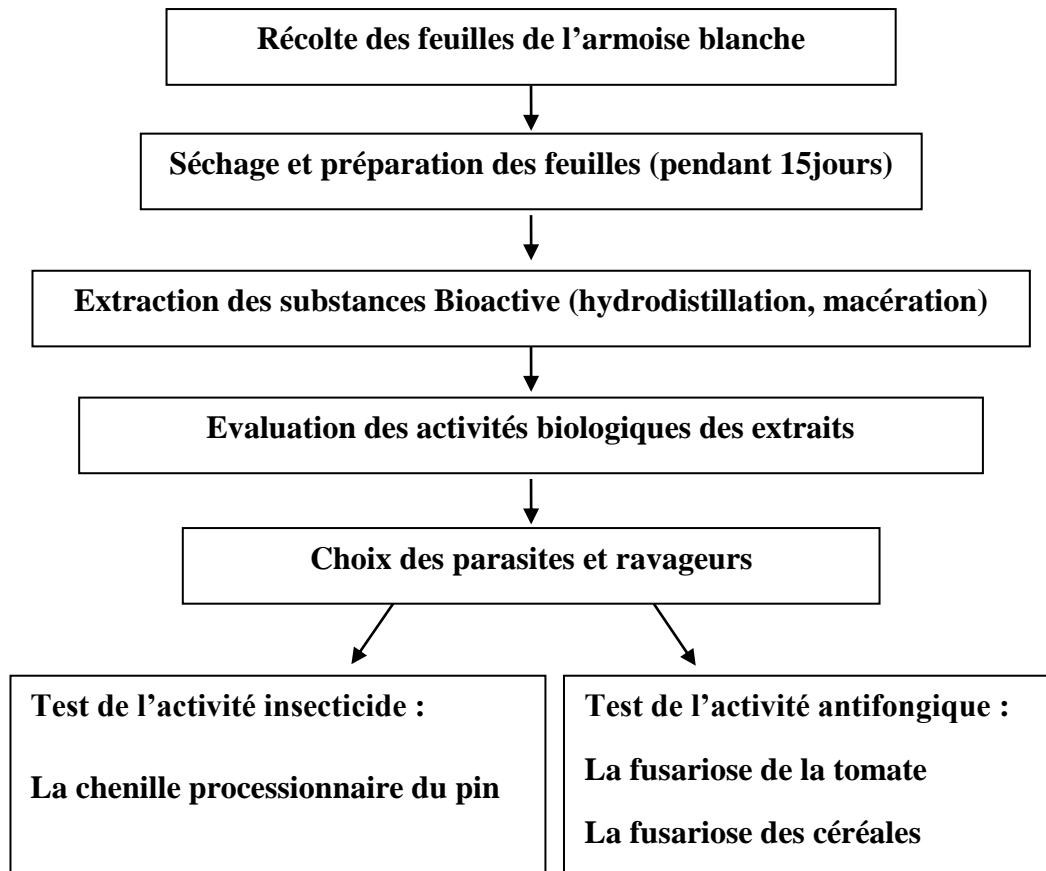 Récolte des feuilles de l’armoise blanche
Séchage et préparation des feuilles (pendant 15jours)
Extraction des substances Bioactive (hydrodistillation, macération)
Evaluation des activités biologiques des extraits
Choix des parasites et ravageurs
Test de l’activité insecticide :
La chenille processionnaire du pin
Test de l’activité antifongique :
La fusariose de la tomate
La fusariose des céréales